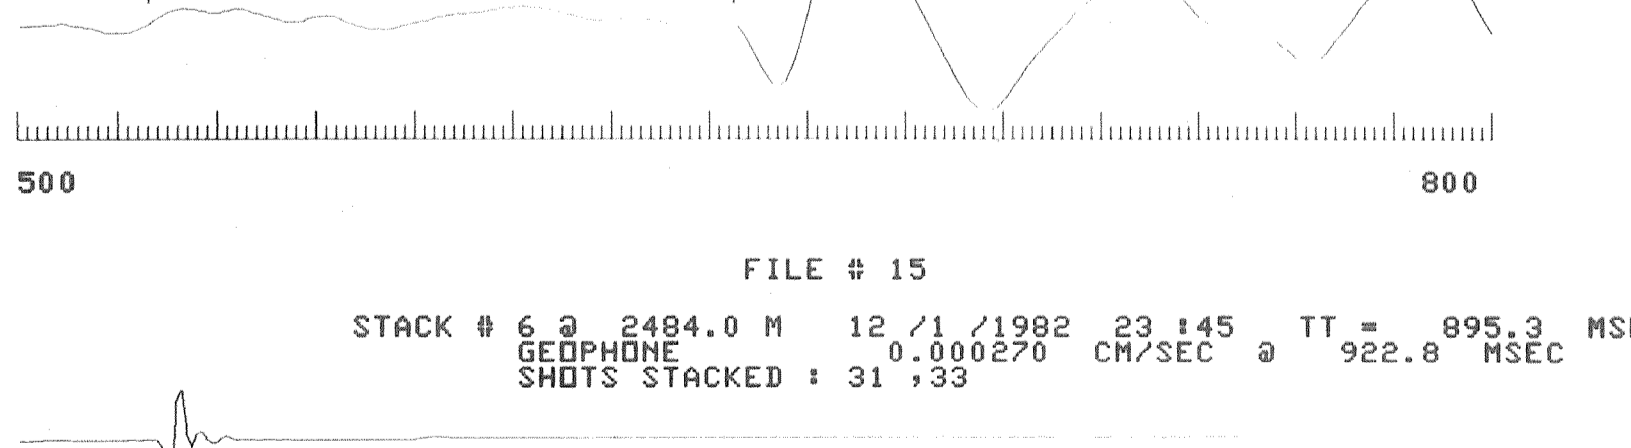 500 800
FILE # 15
STACK # 6 @ 2484.0 M 12 /1 /1982 23 :45 TT = 895.3
GEOPHONE 0.000270 CM/SEC @ 922.8 MSEC
SHOTS STACKED : 31 ,33